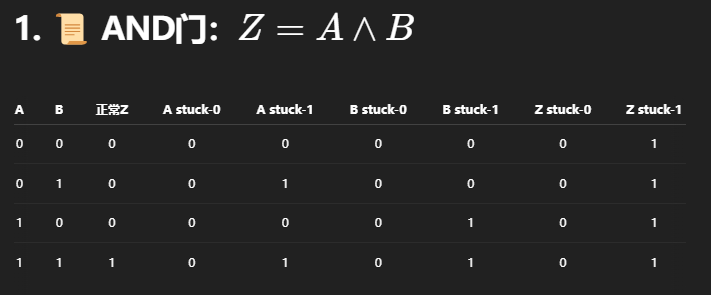 1. 📜 AND门: Z = A ∧ B
A B 正常Z A stuck-0 A stuck-1 B stuck-0 B stuck-1 Z stuck-0 Z stuck-1
0 0 0 0 0 0 0 0 1
0 1 0 0 1 0 0 0 1
1 0 0 0 0 0 1 0 1
1 1 1 0 1 0 1 0 1